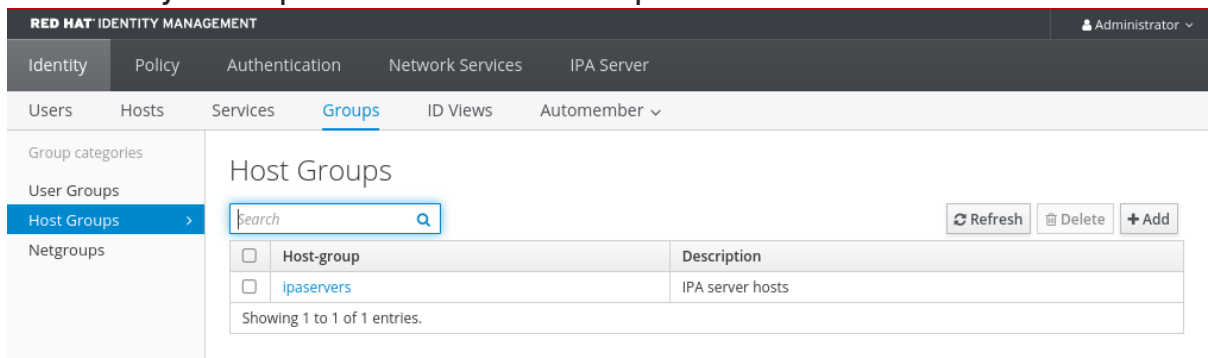 RED HAT® IDENTITY MANAGEMENT
Administrator
Identity Policy Authentication Network Services IPA Server
Users Hosts Services Groups ID Views Automember
Group categories
User Groups
Host Groups
Netgroups
Host Groups
Search
Refresh Delete + Add
Host-group Description
ipaservers IPA server hosts
Showing 1 to 1 of 1 entries.